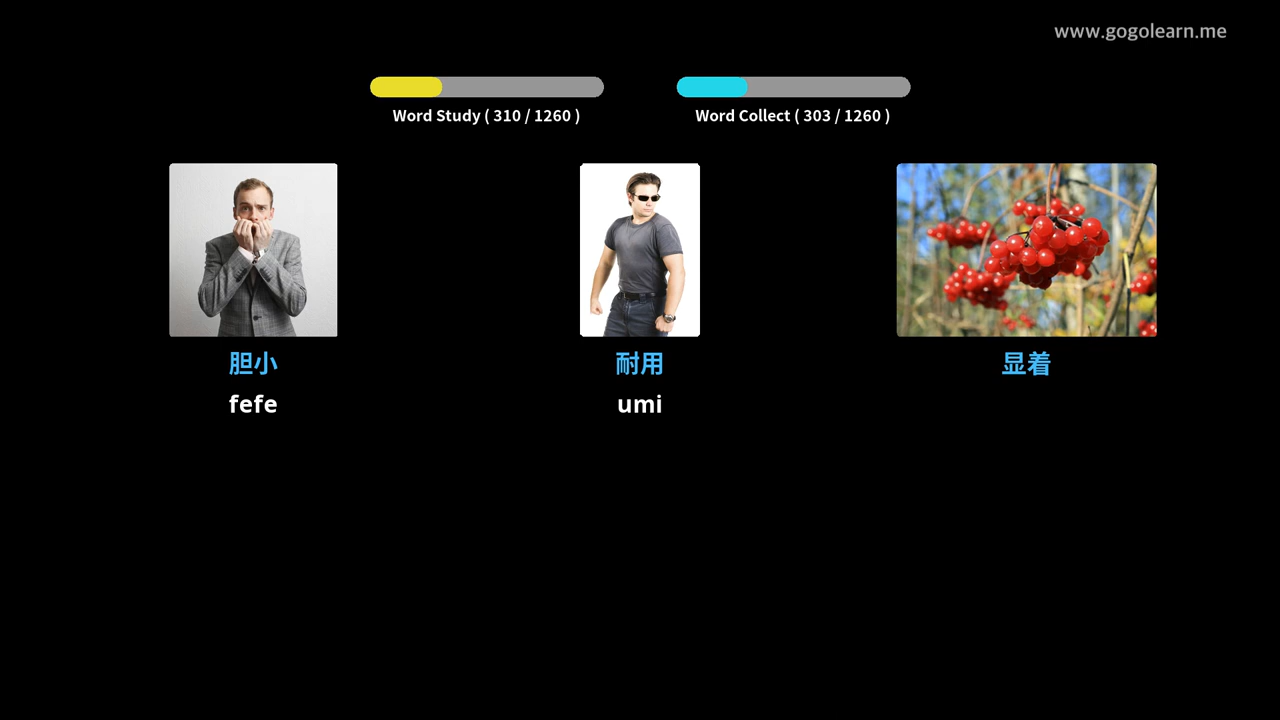 www.gogolearn.me
Word Study ( 310 / 1260 )
Word Collect ( 303 / 1260 )
胆小
耐用
显着
fefe
umi